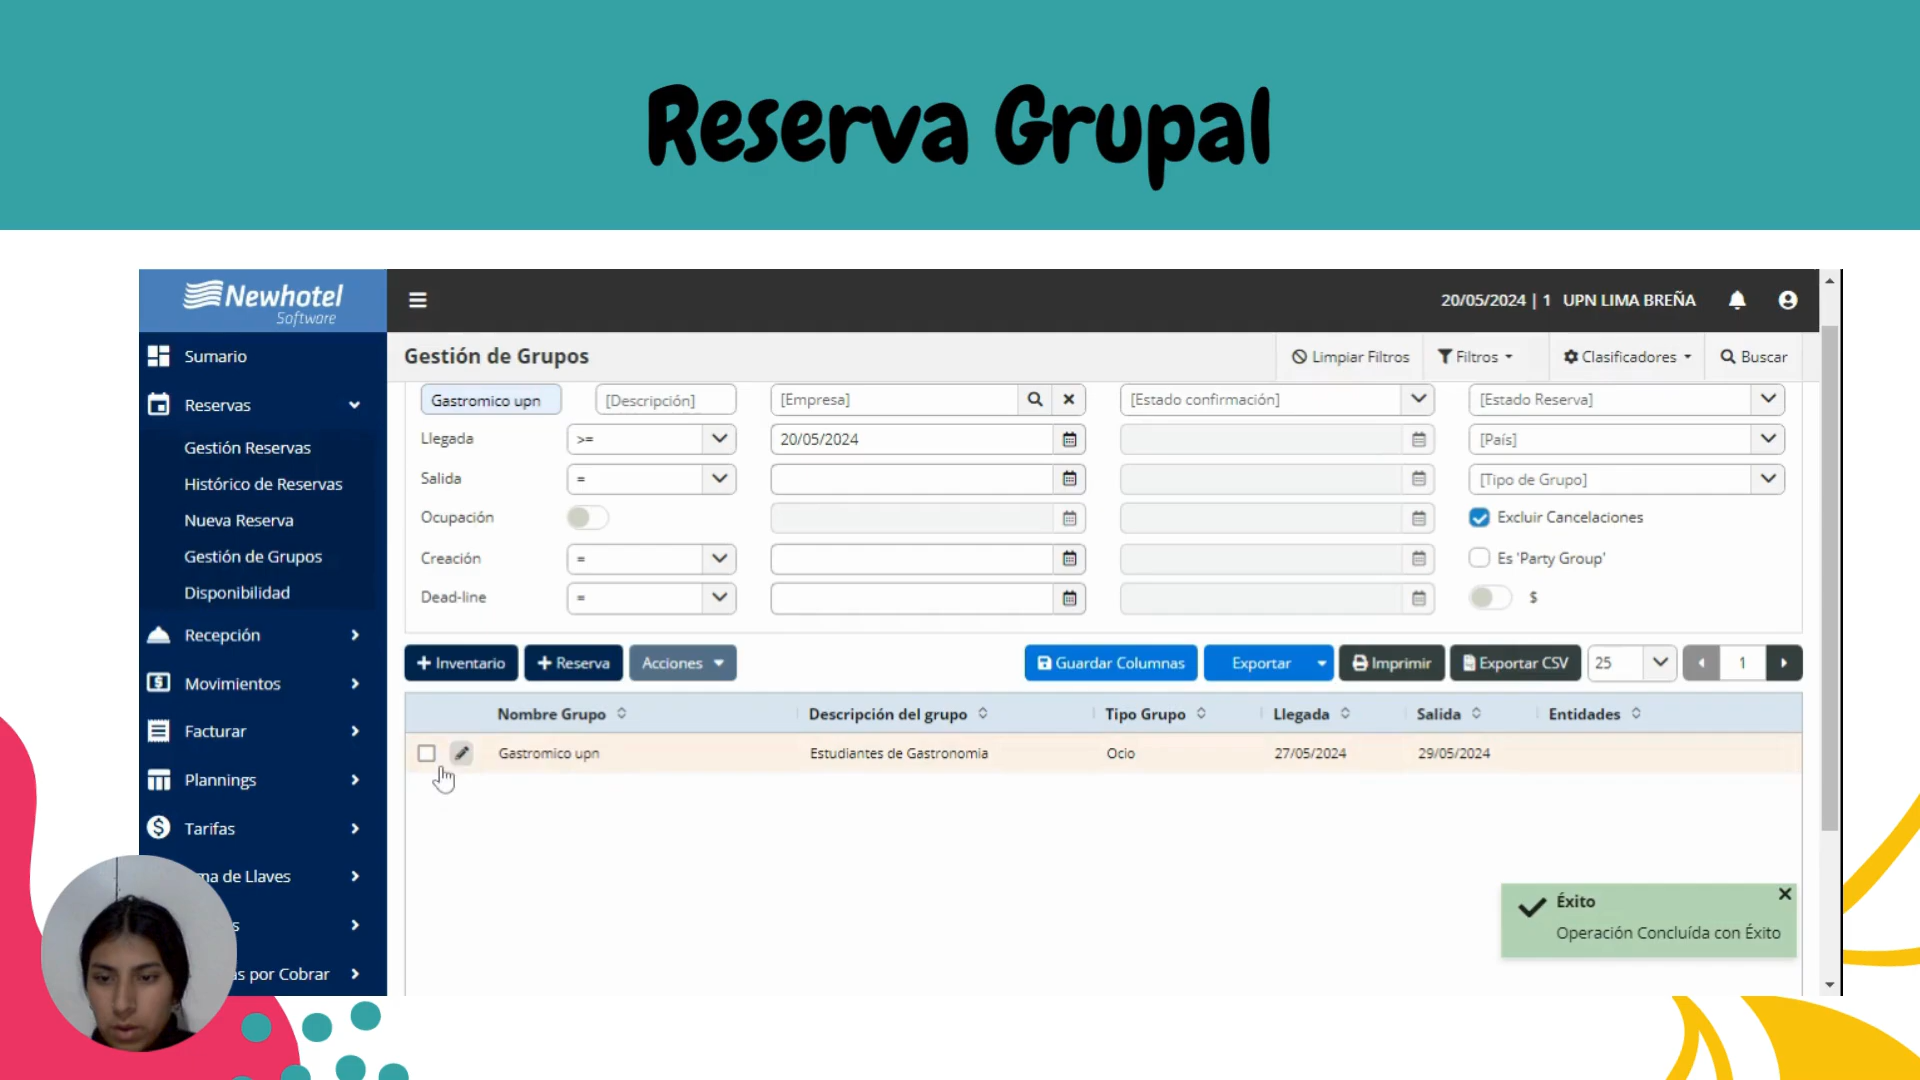 Reserva Grupal
Newhotel
Software
20/05/2024 | 1 UPN LIMA BREÑA
Sumario
Reservas
Gestión Reservas
Histórico de Reservas
Nueva Reserva
Gestión de Grupos
Disponibilidad
Recepción
Movimientos
Facturar
Plannings
Tarifas
de Llaves
por Cobrar
Gestión de Grupos
Limpiar Filtros
Filtros
Clasificadores
Buscar
Gastromico upn [Descripción] [Empresa] [Estado confirmación] [Estado Reserva]
Llegada >= 20/05/2024 [País]
Salida = [Tipo de Grupo]
Ocupación Excluir Cancelaciones
Creación = Es 'Party Group'
Dead-line = $
+ Inventario + Reserva Acciones Guardar Columnas Exportar Imprimir Exportar CSV 25 1
Nombre Grupo Descripción del grupo Tipo Grupo Llegada Salida Entidades
Gastromico upn Estudiantes de Gastronomia Ocio 27/05/2024 29/05/2024
Éxito
Operación Concluída con Éxito